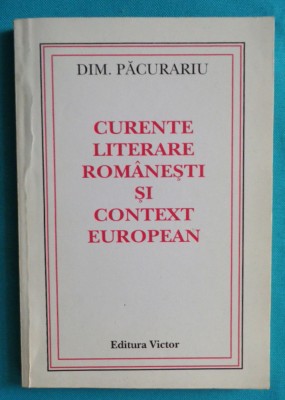 DIM. PĂCURARIU
CURENTE
LITERARE
ROMÂNEȘTI
ȘI
CONTEXT
EUROPEAN
Editura Victor